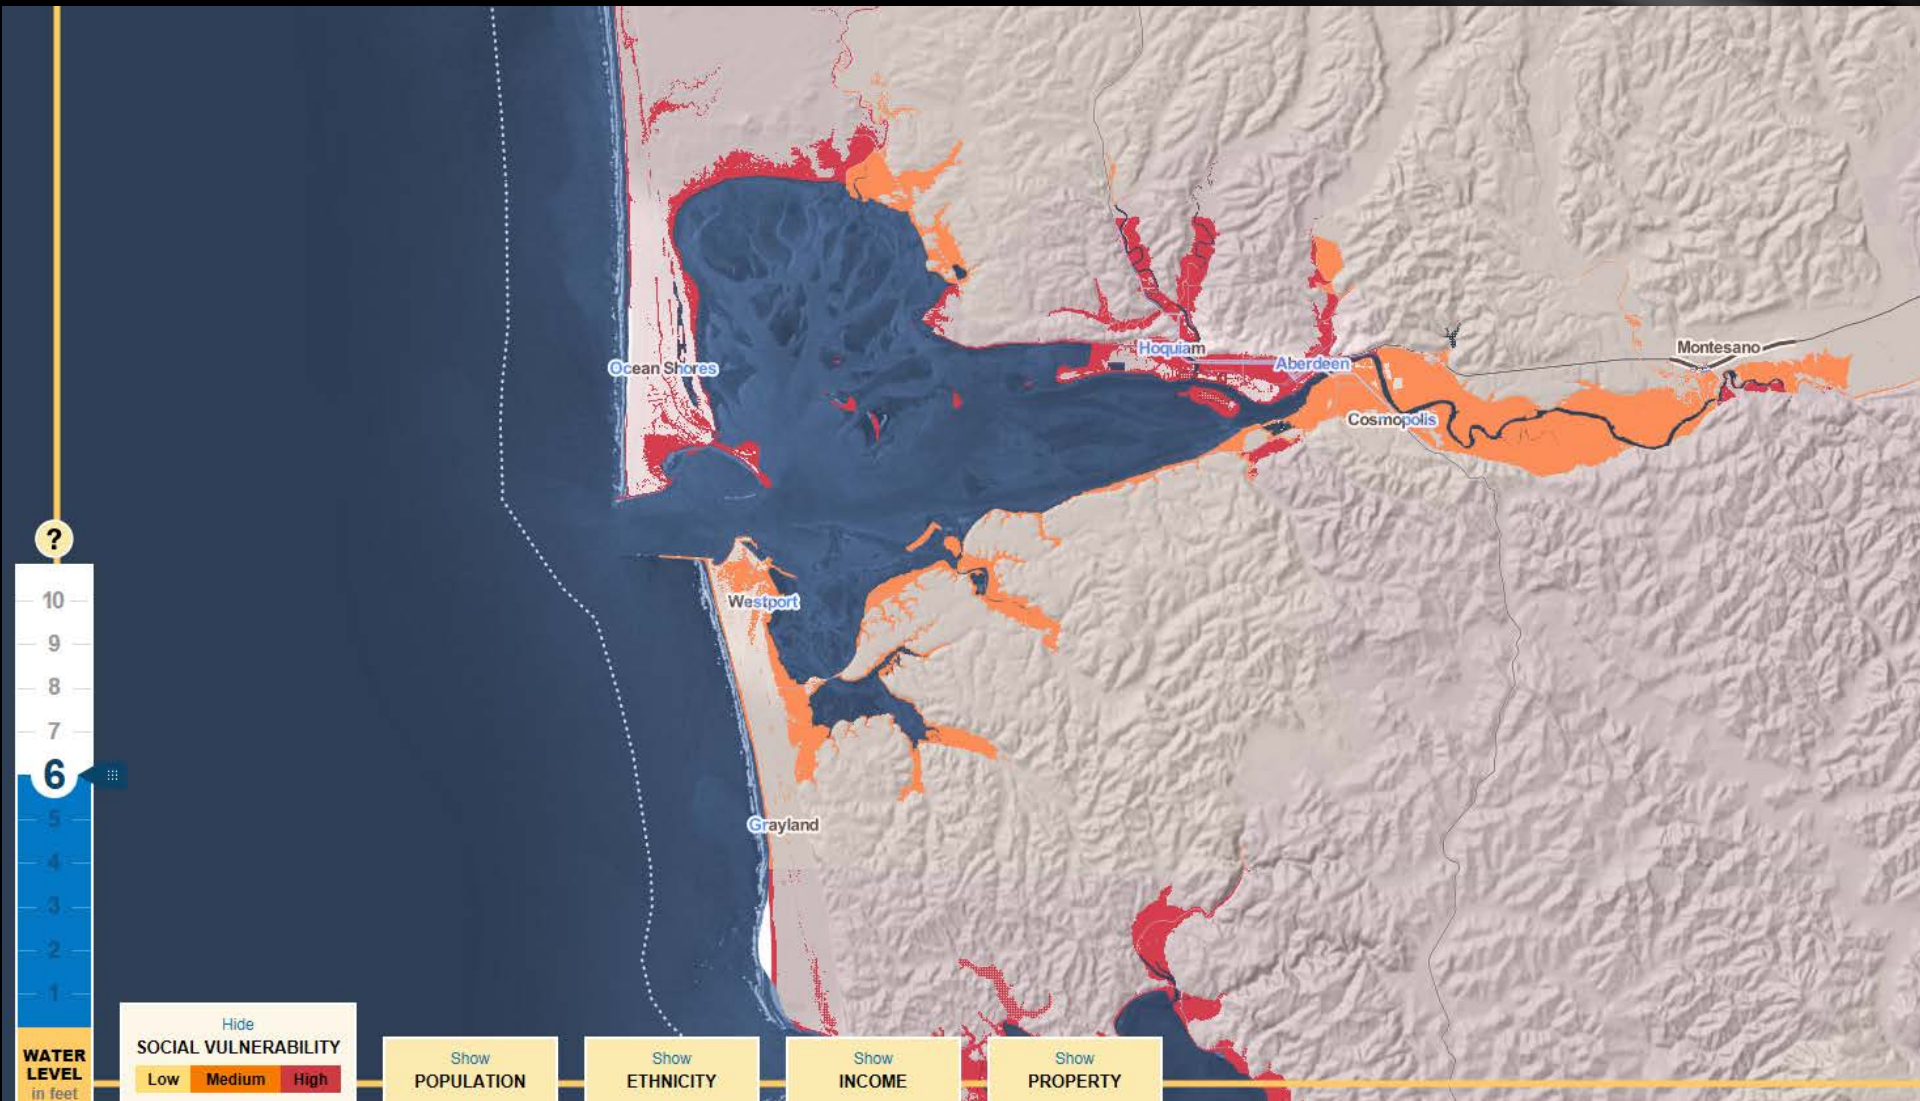 Ocean Shores
Hoquiam
Aberdeen
Montesano
Cosmopolis
Westport
Grayland
?
10
9
8
7
6
5
4
3
2
1
WATER
LEVEL
in feet
Hide
SOCIAL VULNERABILITY
Low Medium High
Show
POPULATION
Show
ETHNICITY
Show
INCOME
Show
PROPERTY